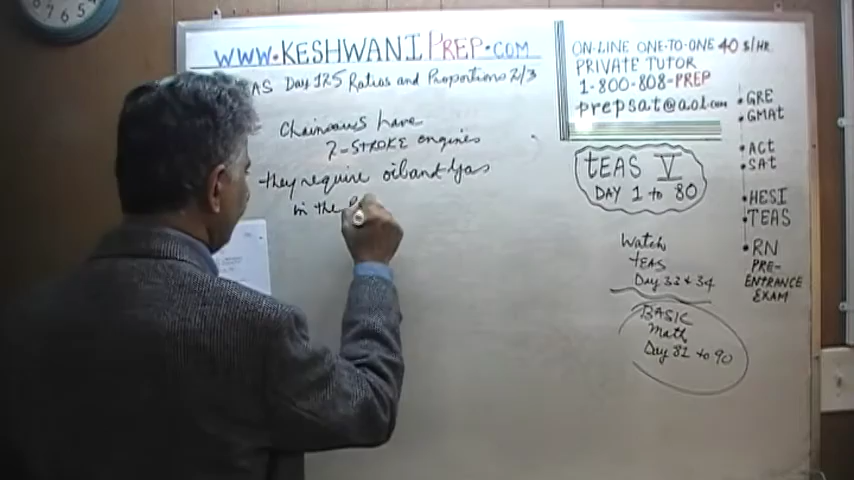 WWW.KESHWANIPREP.COM
TEAS Day 125 Ratios and Proportions 2/3
Chainsaws have
2-STROKE engines
they require oil and gas
in the
ON-LINE ONE-TO-ONE 40 $/HR
PRIVATE TUTOR
1-800-808-PREP
prepsat@aol.com
tEAS V
DAY 1 to 80
Watch
tEAS
Day 33 & 34
BASIC
Math
Day 81 to 90
•GRE
•GMAt
•ACT
•SAt
•HESI
•TEAS
•RN
PRE-
ENTRANCE
EXAM